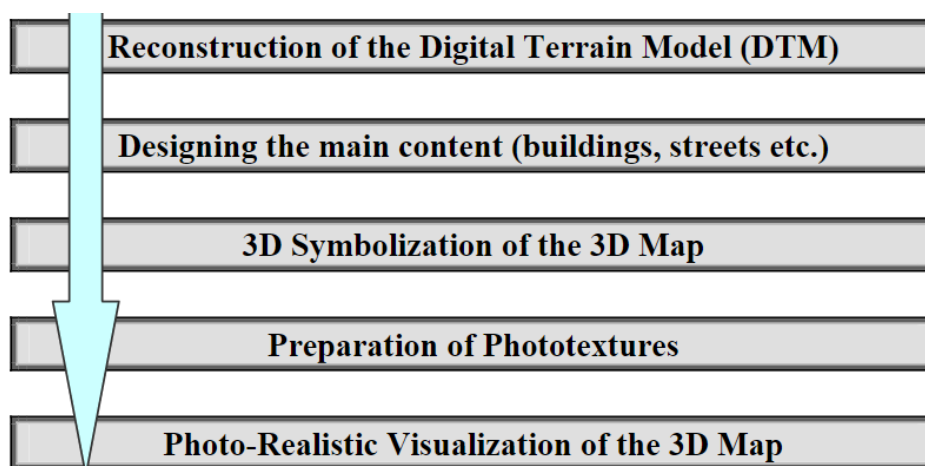 Reconstruction of the Digital Terrain Model (DTM)
Designing the main content (buildings, streets etc.)
3D Symbolization of the 3D Map
Preparation of Phototextures
Photo-Realistic Visualization of the 3D Map